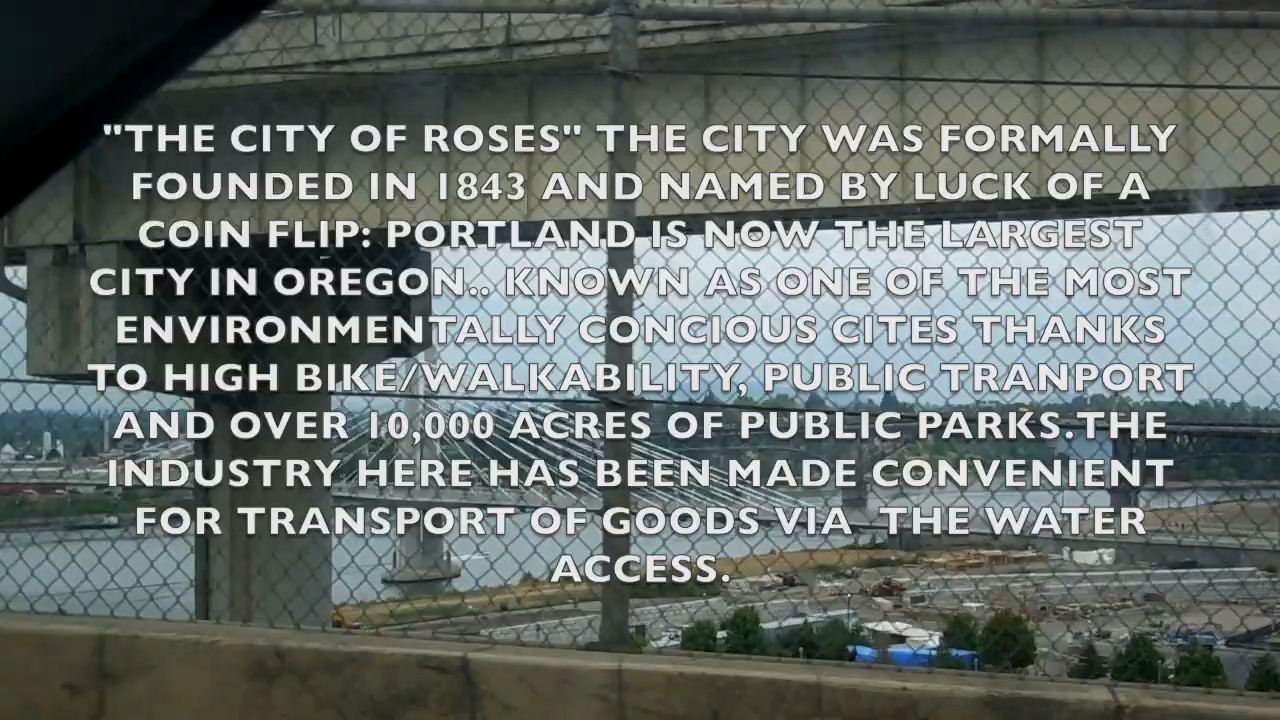 "THE CITY OF ROSES" THE CITY WAS FORMALLY
FOUNDED IN 1843 AND NAMED BY LUCK OF A
COIN FLIP: PORTLAND IS NOW THE LARGEST
CITY IN OREGON.. KNOWN AS ONE OF THE MOST
ENVIRONMENTALLY CONCIOUS CITES THANKS
TO HIGH BIKE/WALKABILITY, PUBLIC TRANPORT
AND OVER 10,000 ACRES OF PUBLIC PARKS.THE
INDUSTRY HERE HAS BEEN MADE CONVENIENT
FOR TRANSPORT OF GOODS VIA  THE WATER
ACCESS.